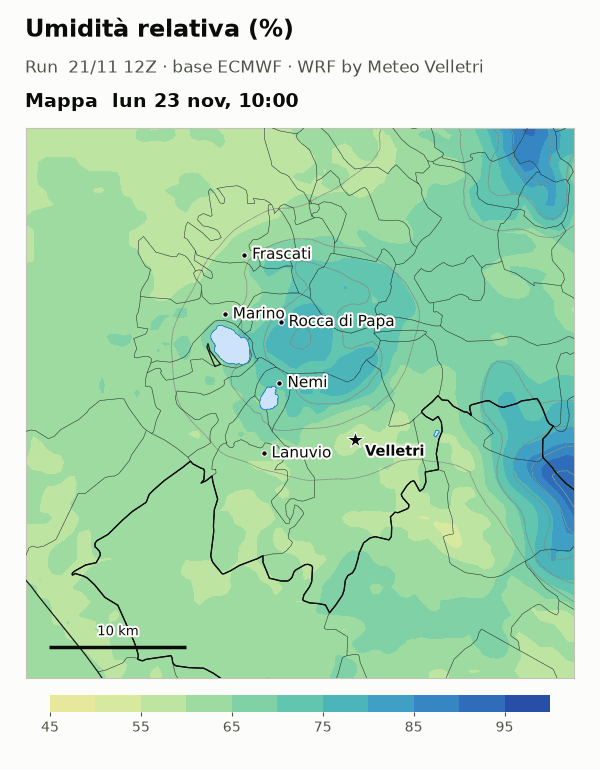 Umidità relativa (%)
Run  21/11 12Z · base ECMWF · WRF by Meteo Velletri
Mappa  lun 23 nov, 10:00
Frascati
Marino
Rocca di Papa
Nemi
Velletri
Lanuvio
10 km
45 55 65 75 85 95